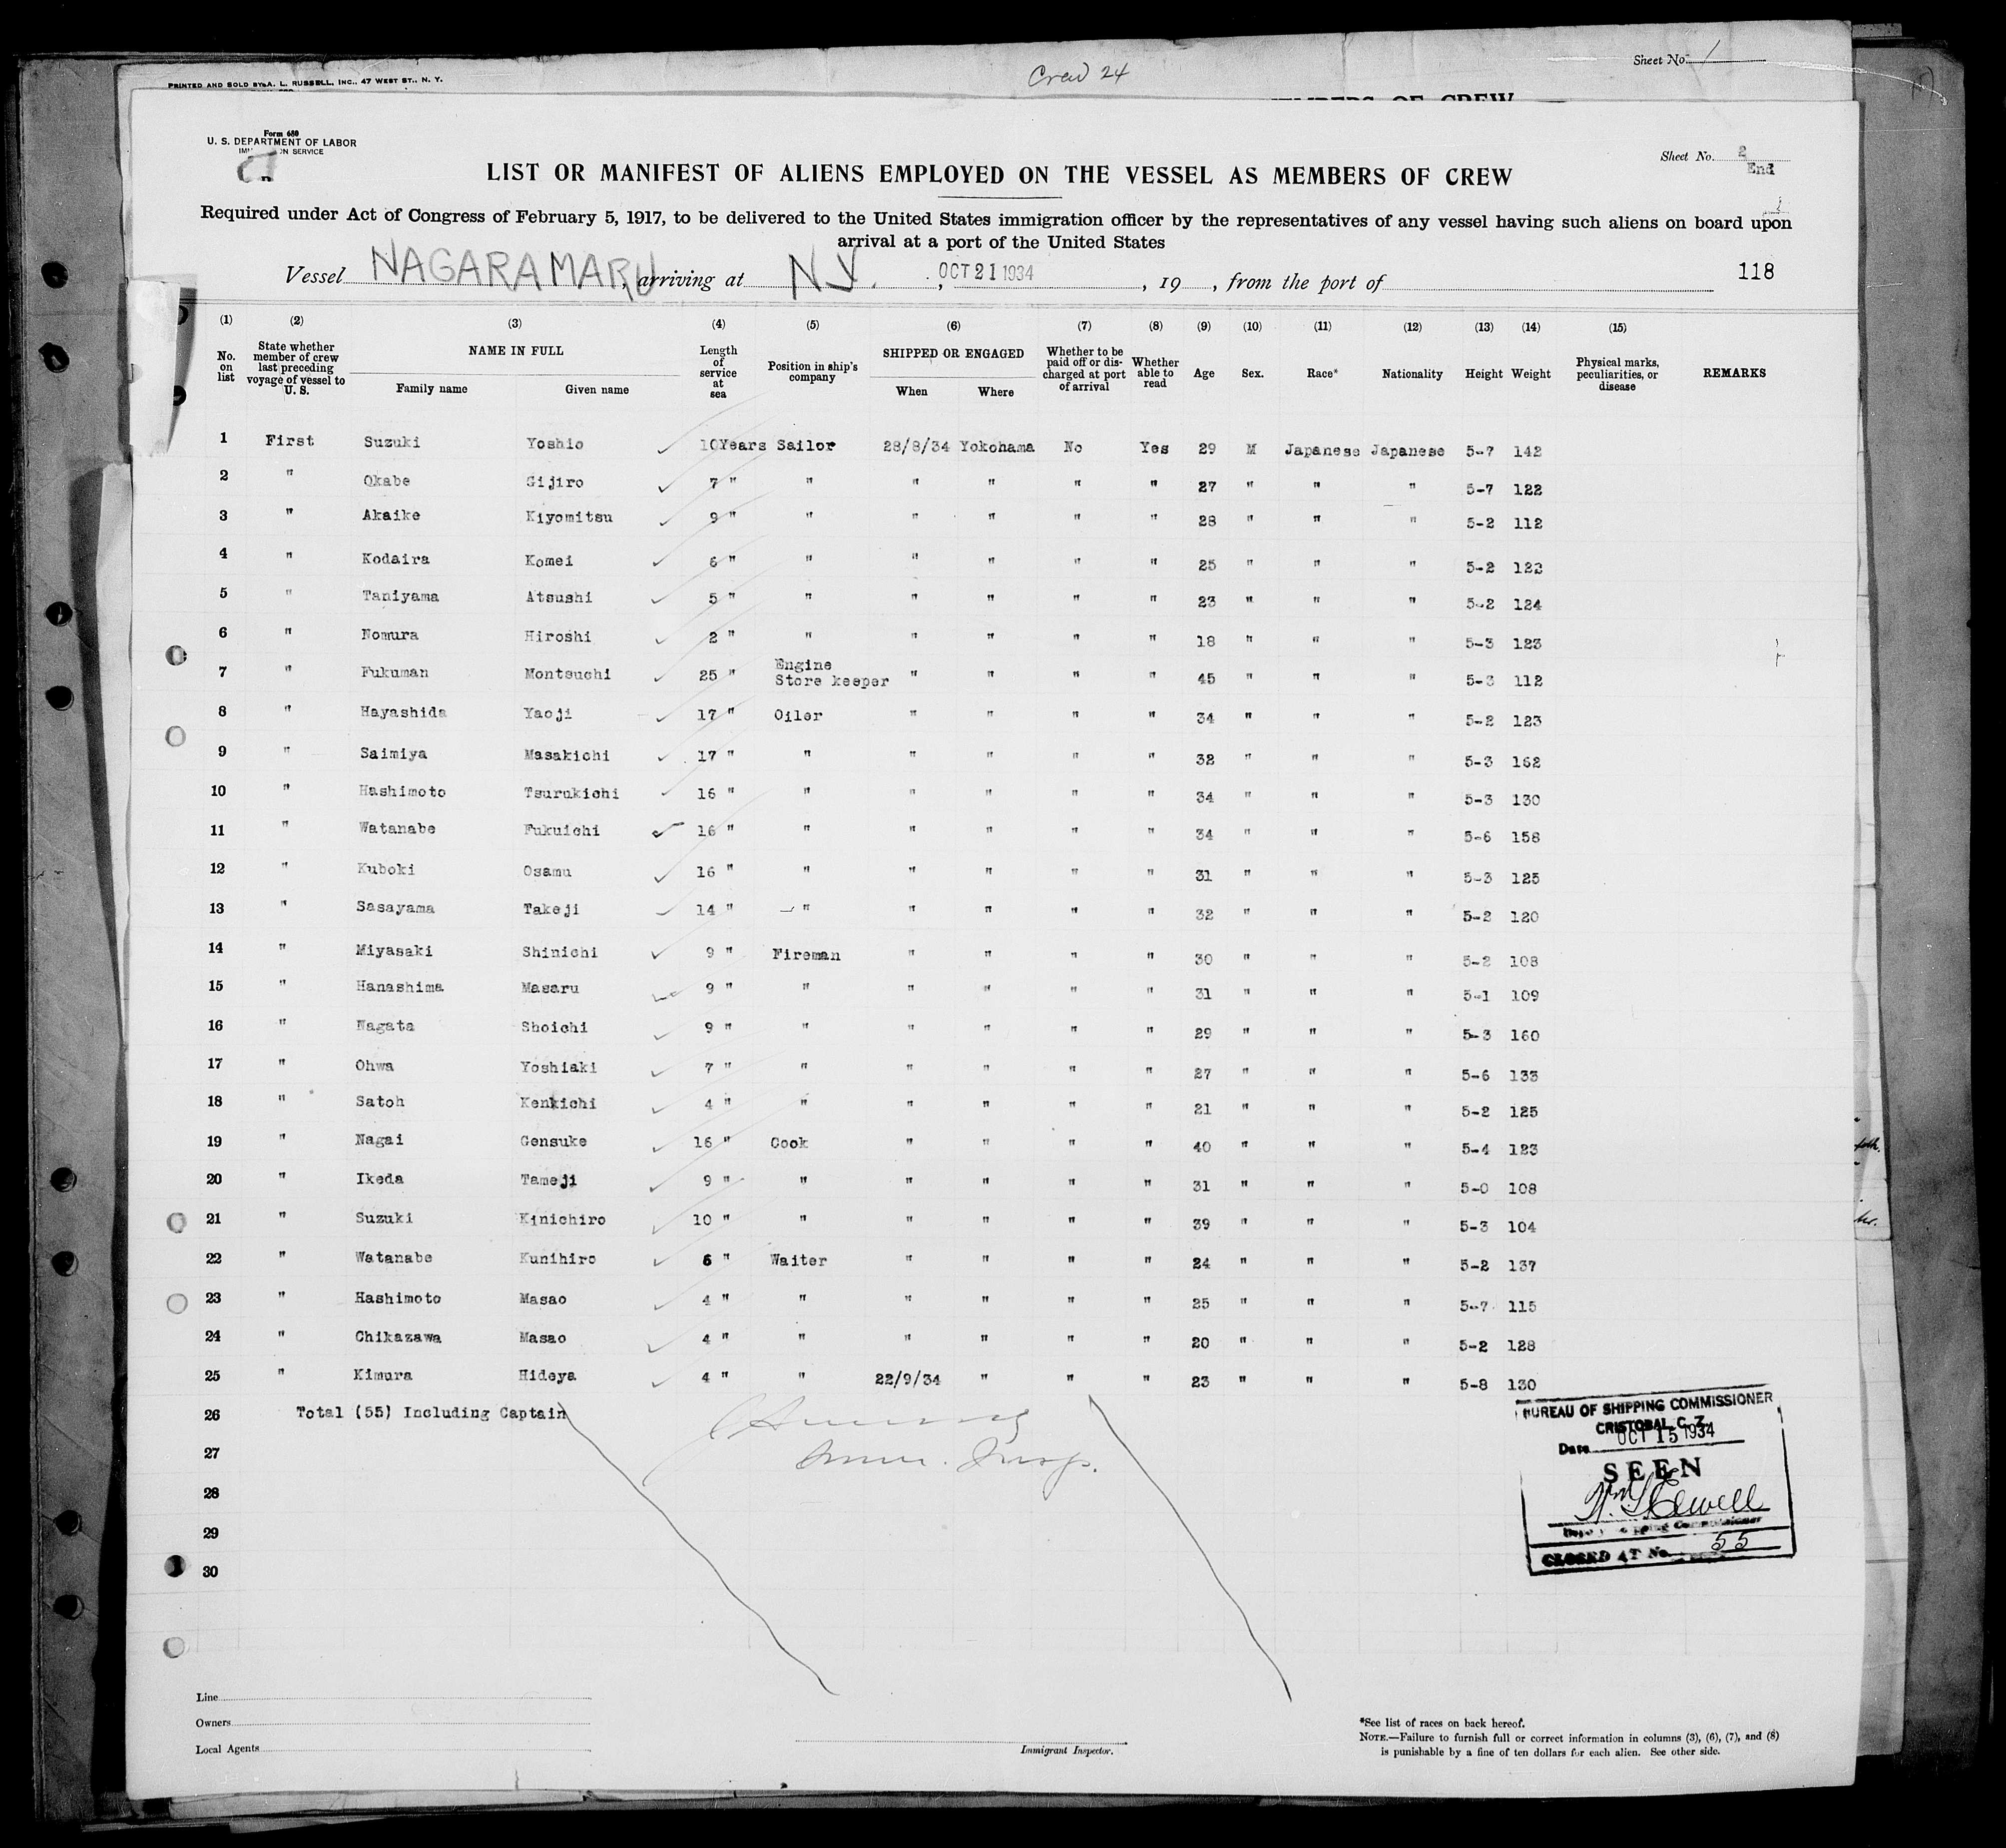 PRINTED AND SOLD BY A. L. RUSSELL, INC., 47 WEST ST., N. Y.
Crew 24
Sheet No. 1
MEMBERS OF CREW
Form 680
U. S. DEPARTMENT OF LABOR
SERVICE
Sheet No. 2
End
LIST OR MANIFEST OF ALIENS EMPLOYED ON THE VESSEL AS MEMBERS OF CREW
Required under Act of Congress of February 5, 1917, to be delivered to the United States immigration officer by the representatives of any vessel having such aliens on board upon
arrival at a port of the United States
Vessel NAGARA MARU, arriving at N.Y., OCT 21 1934, 19, from the port of 118
(1) (2) (3) (4) (5) (6) (7) (8) (9) (10) (11) (12) (13) (14) (15)
No. on list State whether member of crew last preceding voyage of vessel to U. S. NAME IN FULL Family name Given name Length of service at sea Position in ship's company SHIPPED OR ENGAGED When Where Whether to be paid off or discharged at port of arrival Whether able to read Age Sex. Race* Nationality Height Weight Physical marks, peculiarities, or disease REMARKS
1 First Suzuki Yoshio 10Years Sailor 28/8/34 Yokohama No Yes 29 M Japanese Japanese 5-7 142
2 " Okabe Gijiro 7 " " " " " " 27 " " " 5-7 122
3 " Akaike Kiyomitsu 9 " " " " " " 28 " " " 5-2 112
4 " Kodaira Komei 6 " " " " " " 25 " " " 5-2 122
5 " Taniyama Atsushi 5 " " " " " " 23 " " " 5-2 124
6 " Nomura Hiroshi 2 " " " " " " 18 " " " 5-3 123
7 " Fukuman Montsuchi 25 " Engine Store keeper " " " " 45 " " " 5-3 112
8 " Hayashida Yaoji 17 " Oiler " " " " 34 " " " 5-2 123
9 " Saimiya Masakichi 17 " " " " " " 32 " " " 5-3 162
10 " Hashimoto Tsurukichi 16 " " " " " " 34 " " " 5-3 130
11 " Watanabe Fukuichi 16 " " " " " " 34 " " " 5-6 158
12 " Kuboki Osamu 16 " " " " " " 31 " " " 5-3 125
13 " Sasayama Takeji 14 " " " " " " 32 " " " 5-2 120
14 " Miyasaki Shinichi 9 " Fireman " " " " 30 " " " 5-2 108
15 " Hanashima Masaru 9 " " " " " " 31 " " " 5-1 109
16 " Nagata Shoichi 9 " " " " " " 29 " " " 5-3 160
17 " Ohwa Yoshiaki 7 " " " " " " 27 " " " 5-6 133
18 " Satoh Kenkichi 4 " " " " " " 21 " " " 5-2 125
19 " Nagai Gensuke 16 " Cook " " " " 40 " " " 5-4 123
20 " Ikeda Tameji 9 " " " " " " 31 " " " 5-0 108
21 " Suzuki Kinichiro 10 " " " " " " 39 " " " 5-3 104
22 " Watanabe Kunihiro 6 " Waiter " " " " 24 " " " 5-2 137
23 " Hashimoto Masao 4 " " " " " " 25 " " " 5-7 115
24 " Chikazawa Masao 4 " " " " " " 20 " " " 5-2 128
25 " Kimura Hideya 4 " " 22/9/34 " " " 23 " " " 5-8 130
26 Total (55) Including Captain
27
28
29
30
Imm. Insp.
BUREAU OF SHIPPING COMMISSIONER
CRISTOBAL, C. Z.
Date OCT 15 1934
SEEN
Deputy Shipping Commissioner
CLOSED AT No. 55
Line
Owners
Local Agents
Immigrant Inspector.
*See list of races on back hereof.
NOTE.—Failure to furnish full or correct information in columns (3), (6), (7), and (8)
is punishable by a fine of ten dollars for each alien. See other side.